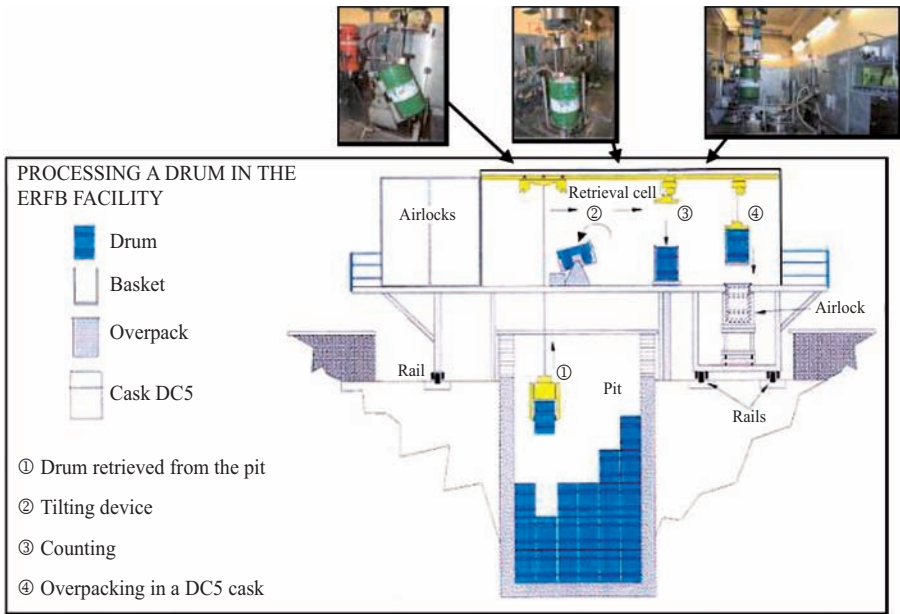 PROCESSING A DRUM IN THE
ERFB FACILITY
Drum
Basket
Overpack
Cask DC5
① Drum retrieved from the pit
② Tilting device
③ Counting
④ Overpacking in a DC5 cask
Airlocks
Retrieval cell
②
③
④
Airlock
Rail
①
Pit
Rails